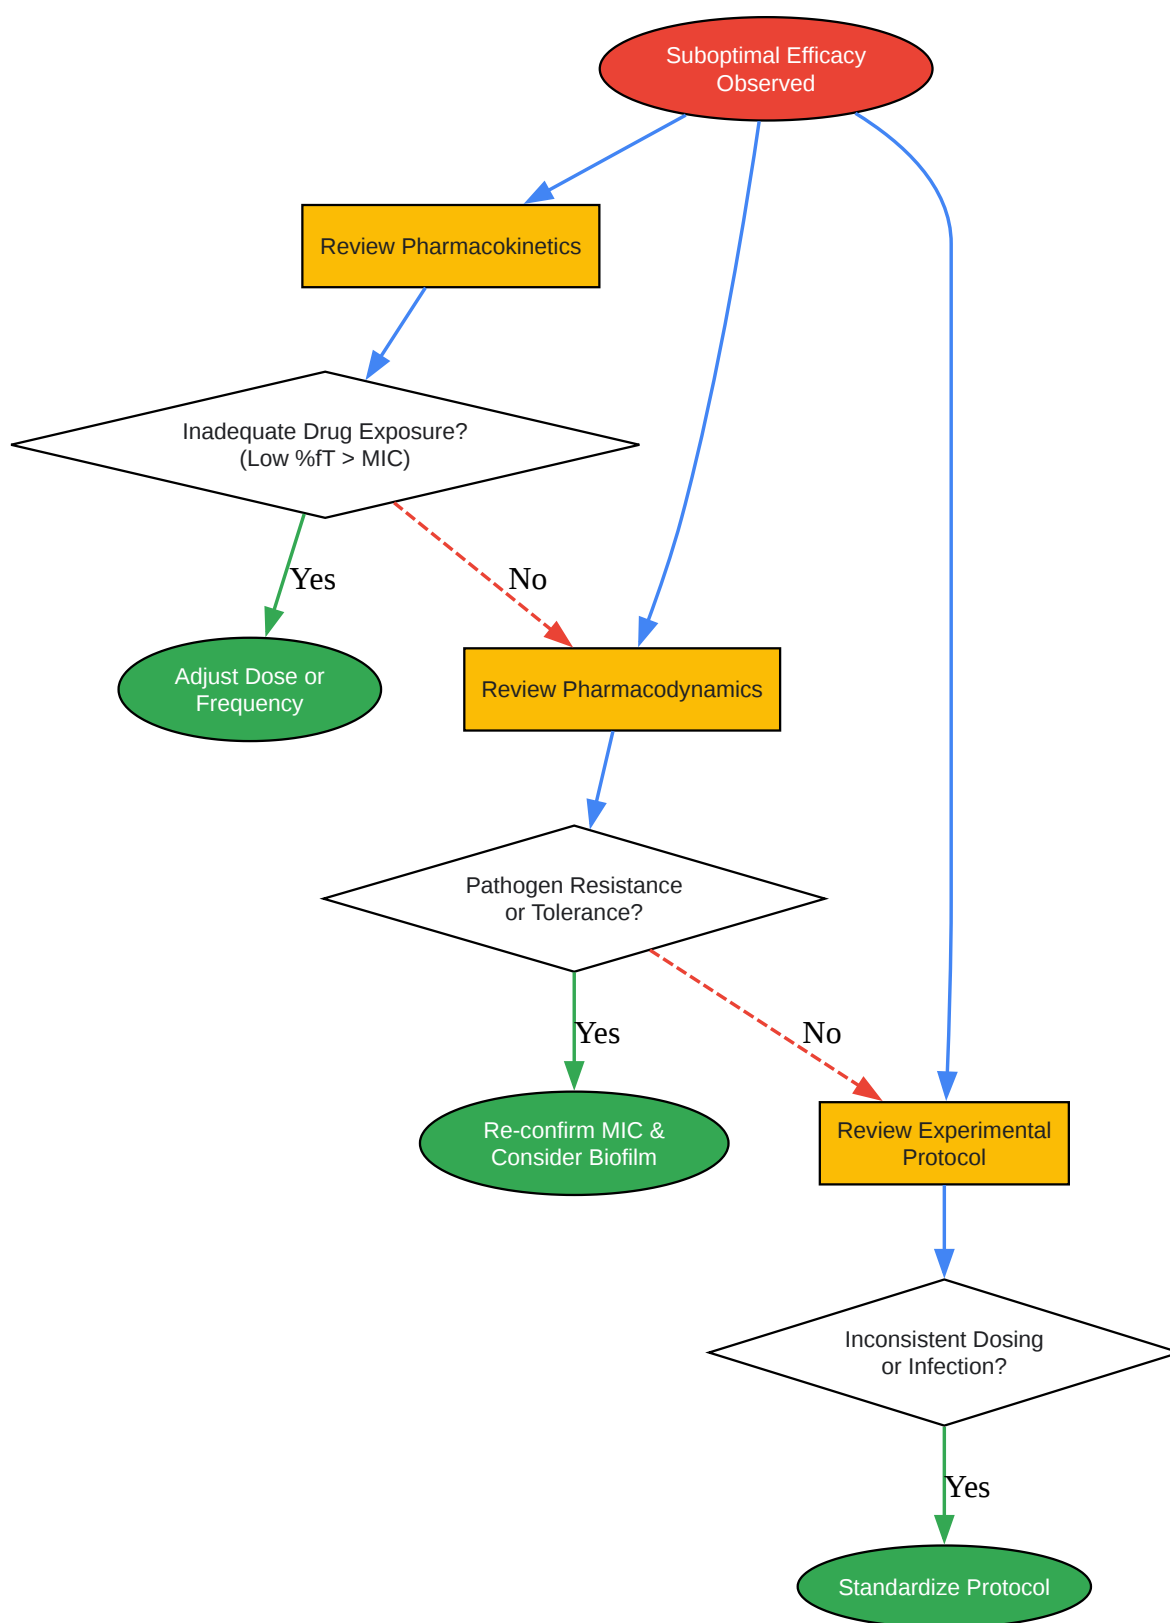 Suboptimal Efficacy
Observed
Review Pharmacokinetics
Inadequate Drug Exposure?
(Low %fT > MIC)
Yes
No
Adjust Dose or
Frequency
Review Pharmacodynamics
Pathogen Resistance
or Tolerance?
Yes
No
Re-confirm MIC &
Consider Biofilm
Review Experimental
Protocol
Inconsistent Dosing
or Infection?
Yes
Standardize Protocol